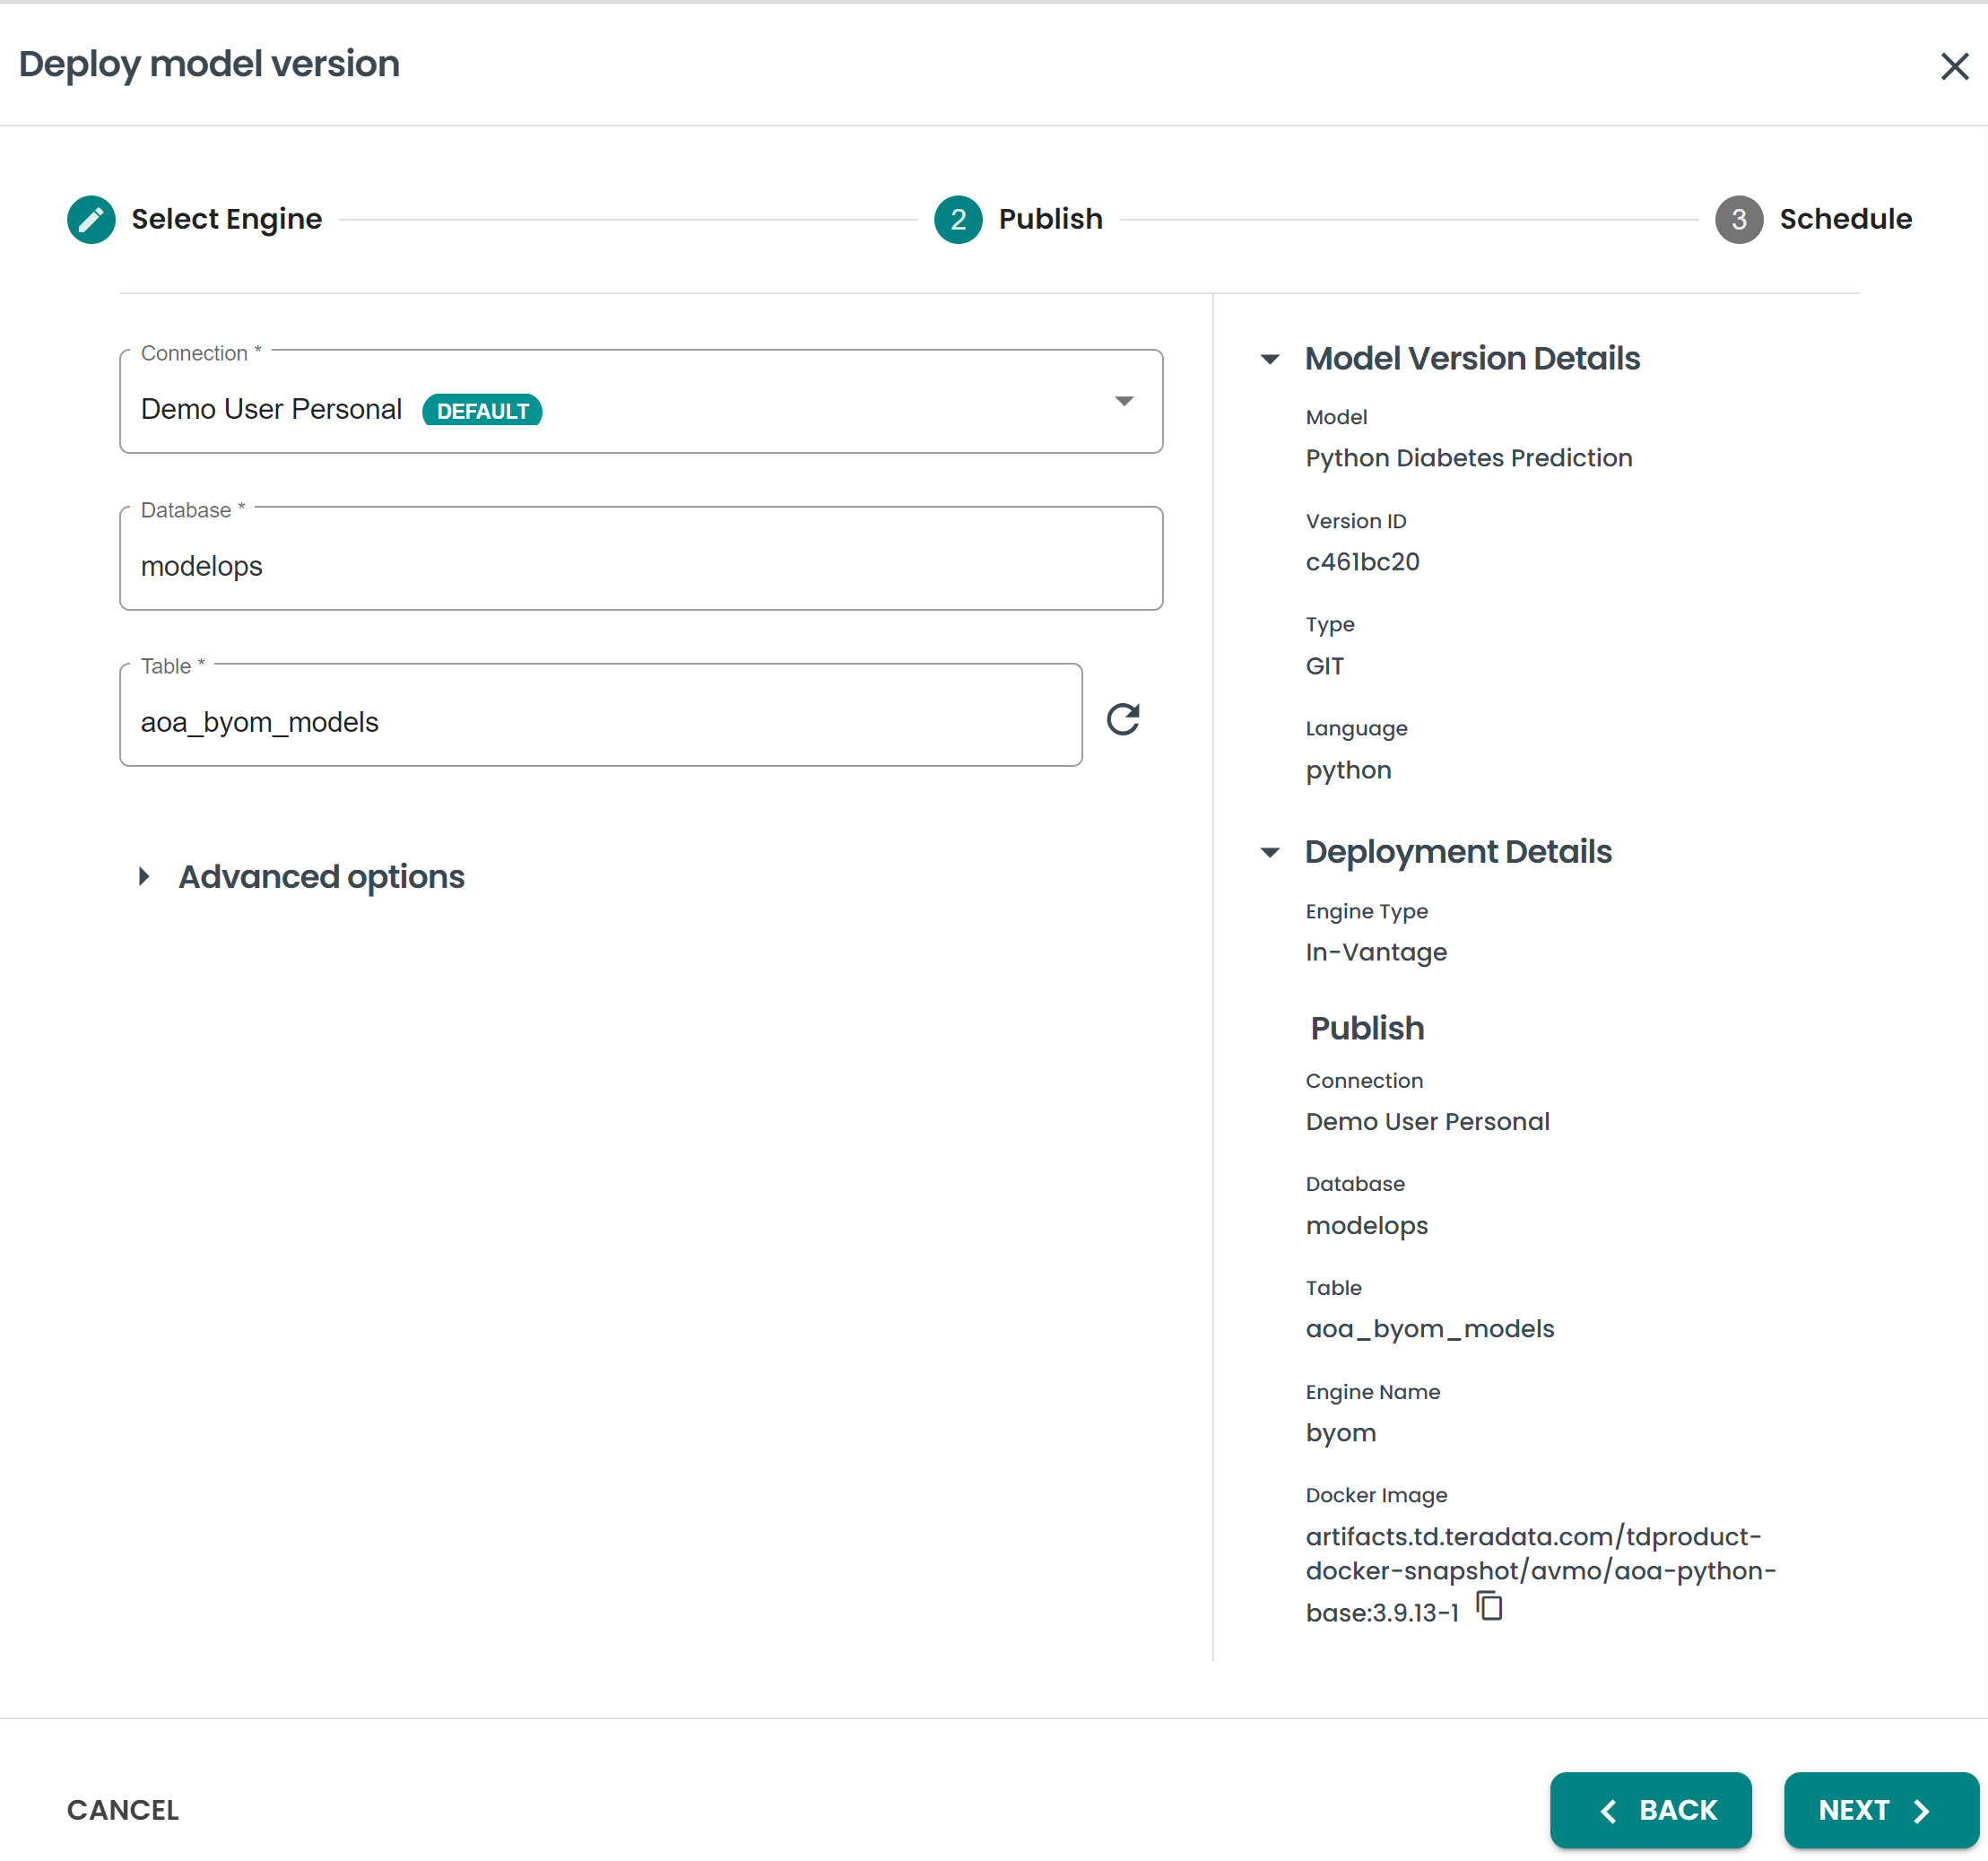 Deploy model version
Select Engine
2 Publish
3 Schedule
Connection *
Demo User Personal DEFAULT
Database *
modelops
Table *
aoa_byom_models
Advanced options
Model Version Details
Model
Python Diabetes Prediction
Version ID
c461bc20
Type
GIT
Language
python
Deployment Details
Engine Type
In-Vantage
Publish
Connection
Demo User Personal
Database
modelops
Table
aoa_byom_models
Engine Name
byom
Docker Image
artifacts.td.teradata.com/tdproduct-
docker-snapshot/avmo/aoa-python-
base:3.9.13-1
CANCEL
BACK
NEXT